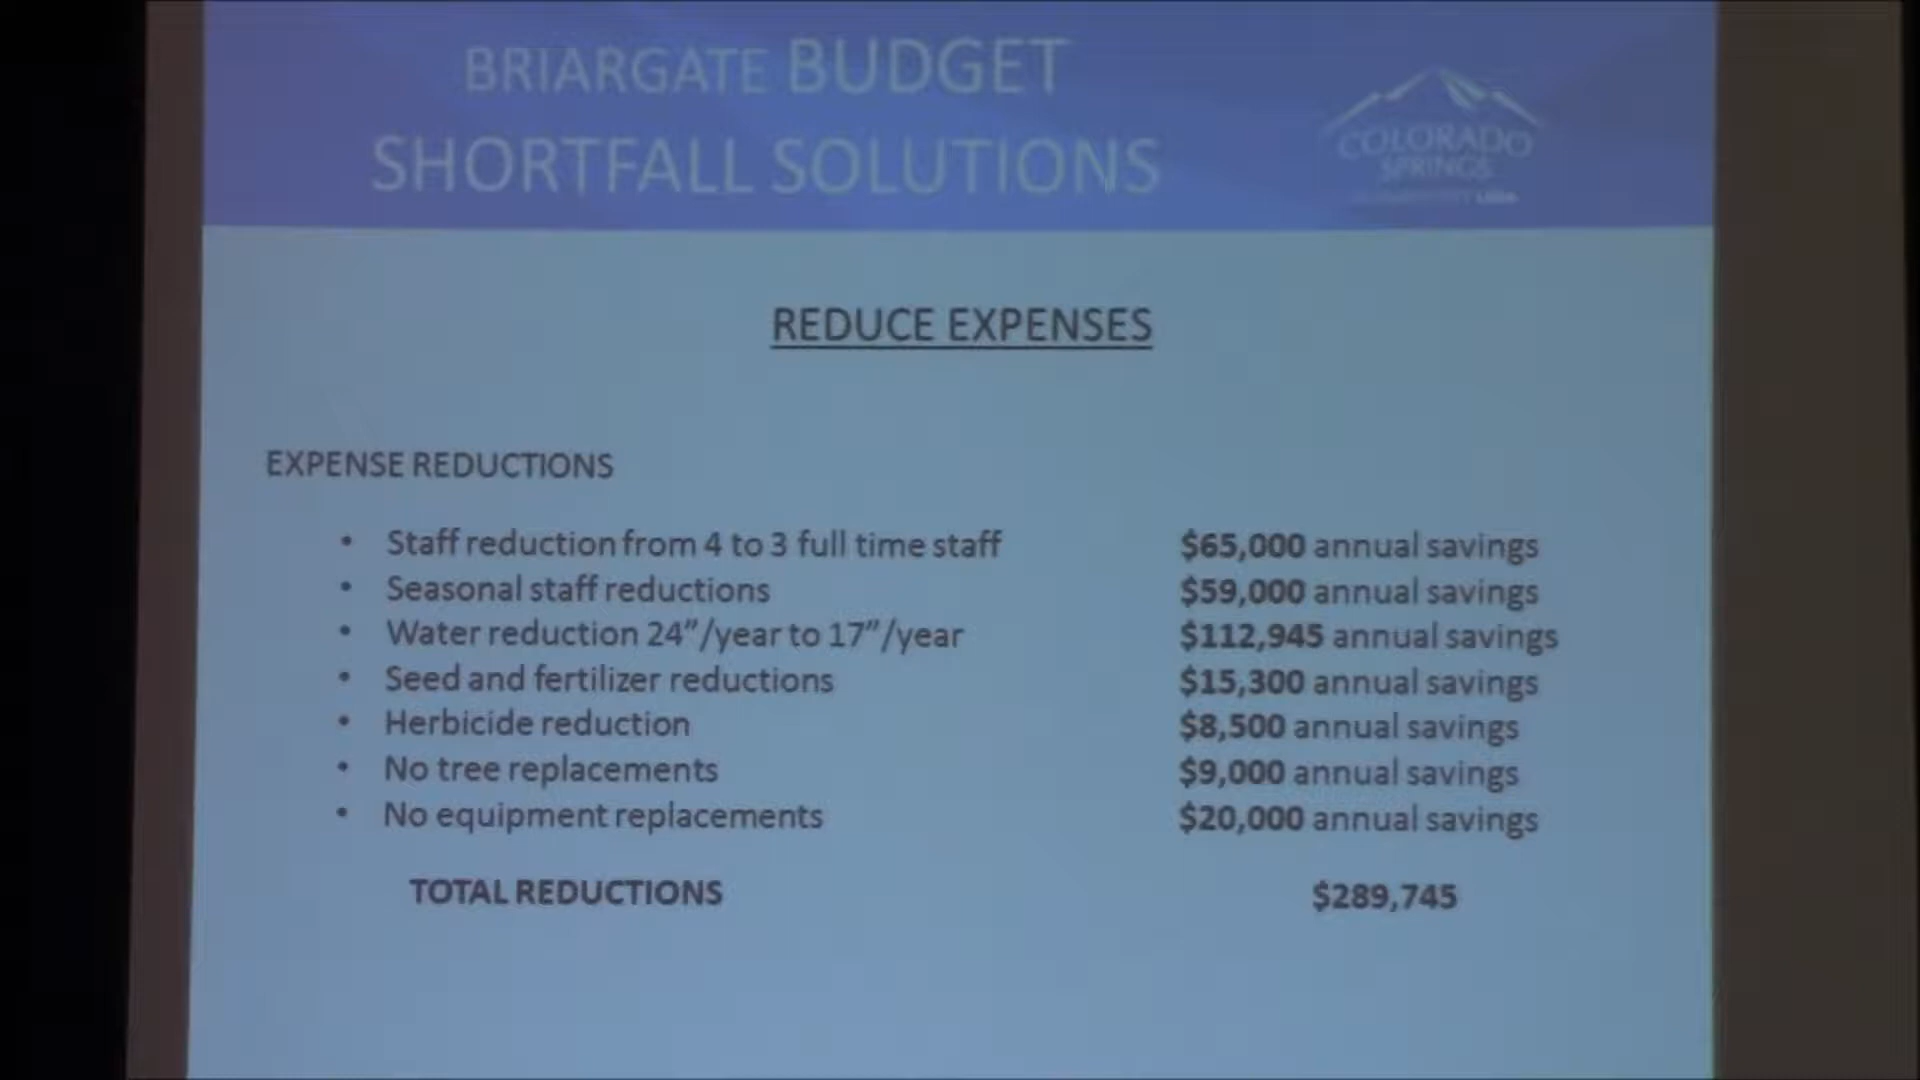 BRIARGATE BUDGET
SHORTFALL SOLUTIONS
COLORADO
SPRINGS
USA
REDUCE EXPENSES
EXPENSE REDUCTIONS
• Staff reduction from 4 to 3 full time staff $65,000 annual savings
• Seasonal staff reductions $59,000 annual savings
• Water reduction 24”/year to 17”/year $112,945 annual savings
• Seed and fertilizer reductions $15,300 annual savings
• Herbicide reduction $8,500 annual savings
• No tree replacements $9,000 annual savings
• No equipment replacements $20,000 annual savings
TOTAL REDUCTIONS $289,745